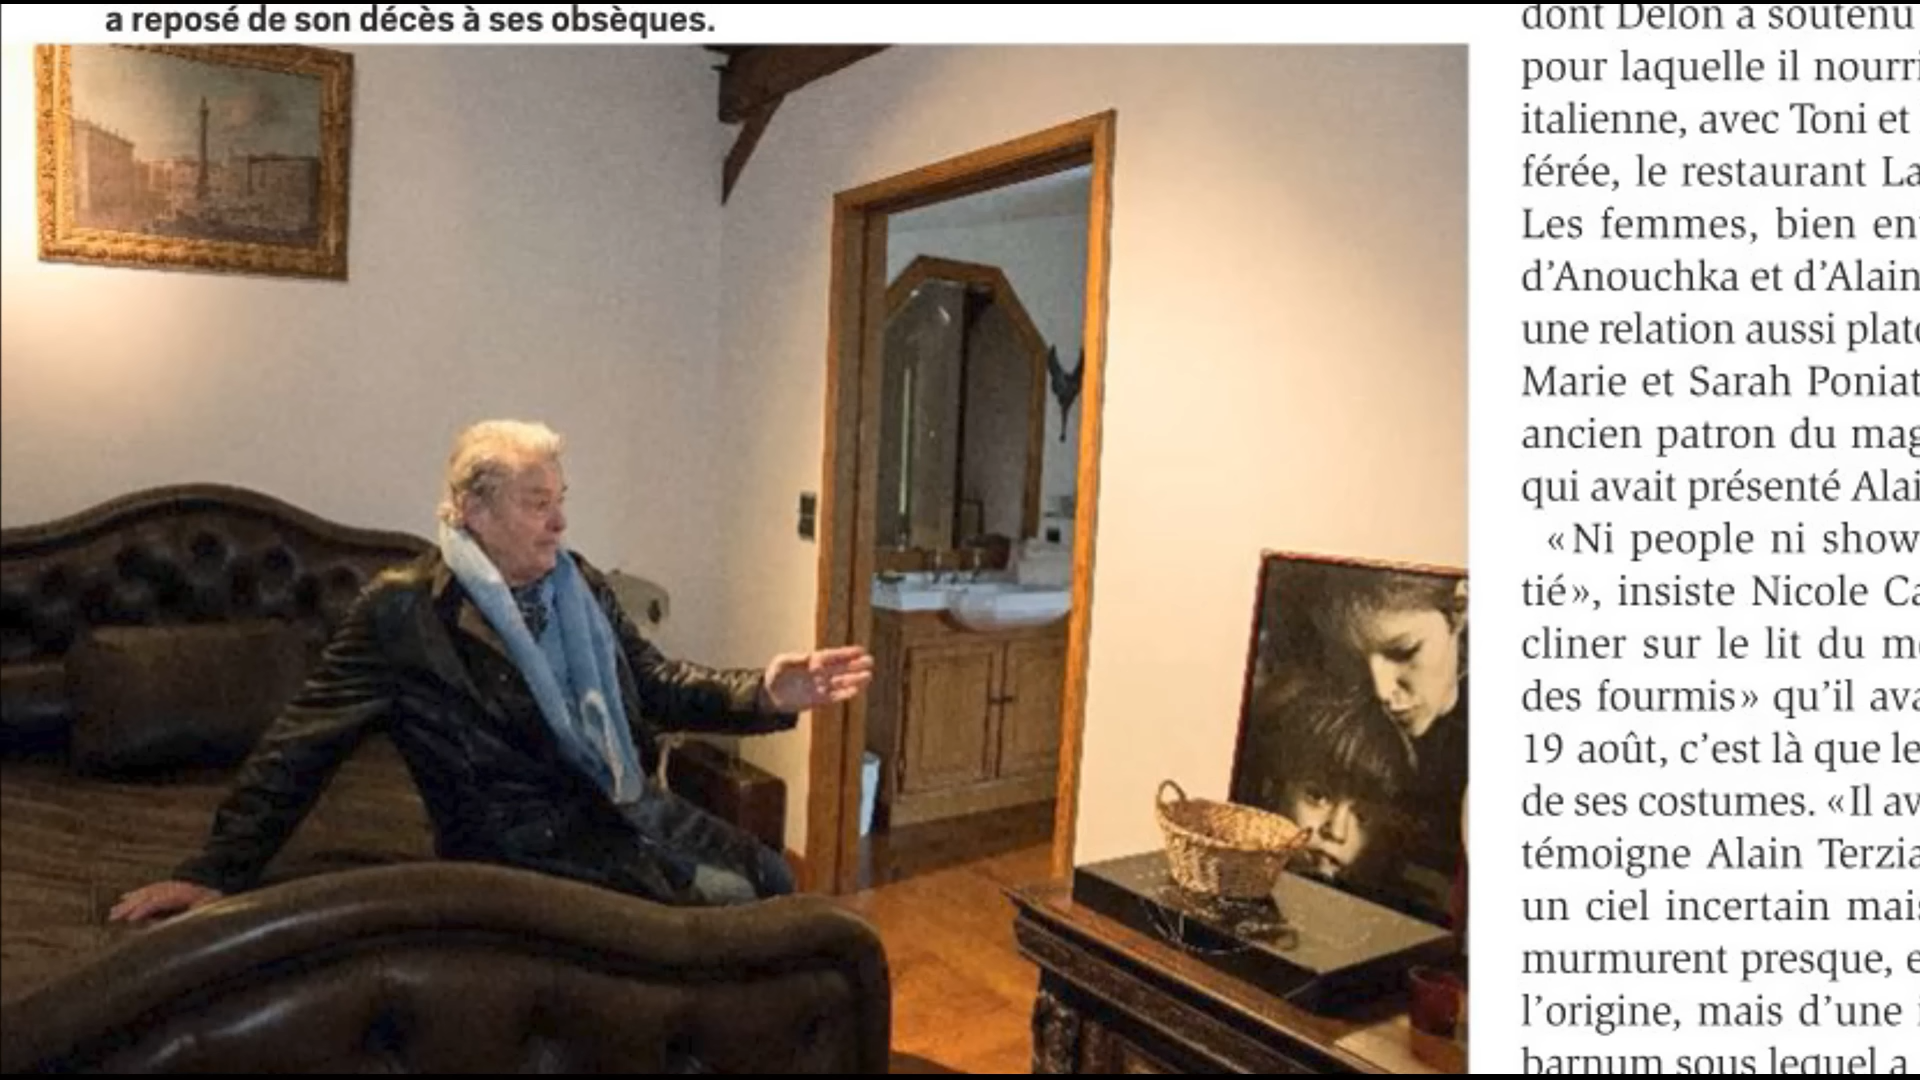 a reposé de son décès à ses obsèques.
dont Delon a soutenu
pour laquelle il nourri
italienne, avec Toni et
férée, le restaurant La
Les femmes, bien en
d’Anouchka et d’Alain
une relation aussi plat
Marie et Sarah Poniat
ancien patron du mag
qui avait présenté Alai
«Ni people ni show
tié», insiste Nicole Ca
cliner sur le lit du m
des fourmis» qu’il ava
19 août, c’est là que le
de ses costumes. «Il av
témoigne Alain Terzia
un ciel incertain mais
murmurent presque, e
l’origine, mais d’une
barnum sous lequel a